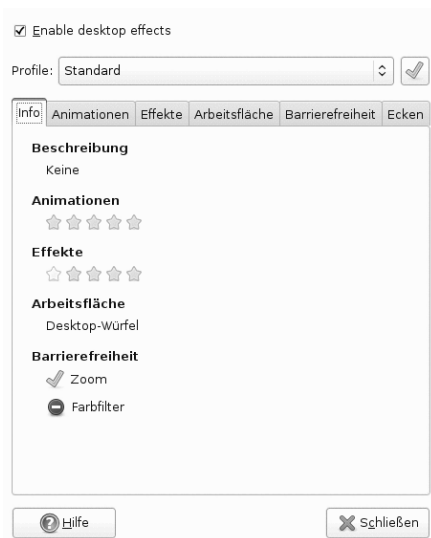 Enable desktop effects
Profile: Standard
Info Animationen Effekte Arbeitsfläche Barrierefreiheit Ecken
Beschreibung
Keine
Animationen
Effekte
Arbeitsfläche
Desktop-Würfel
Barrierefreiheit
Zoom
Farbfilter
Hilfe Schließen